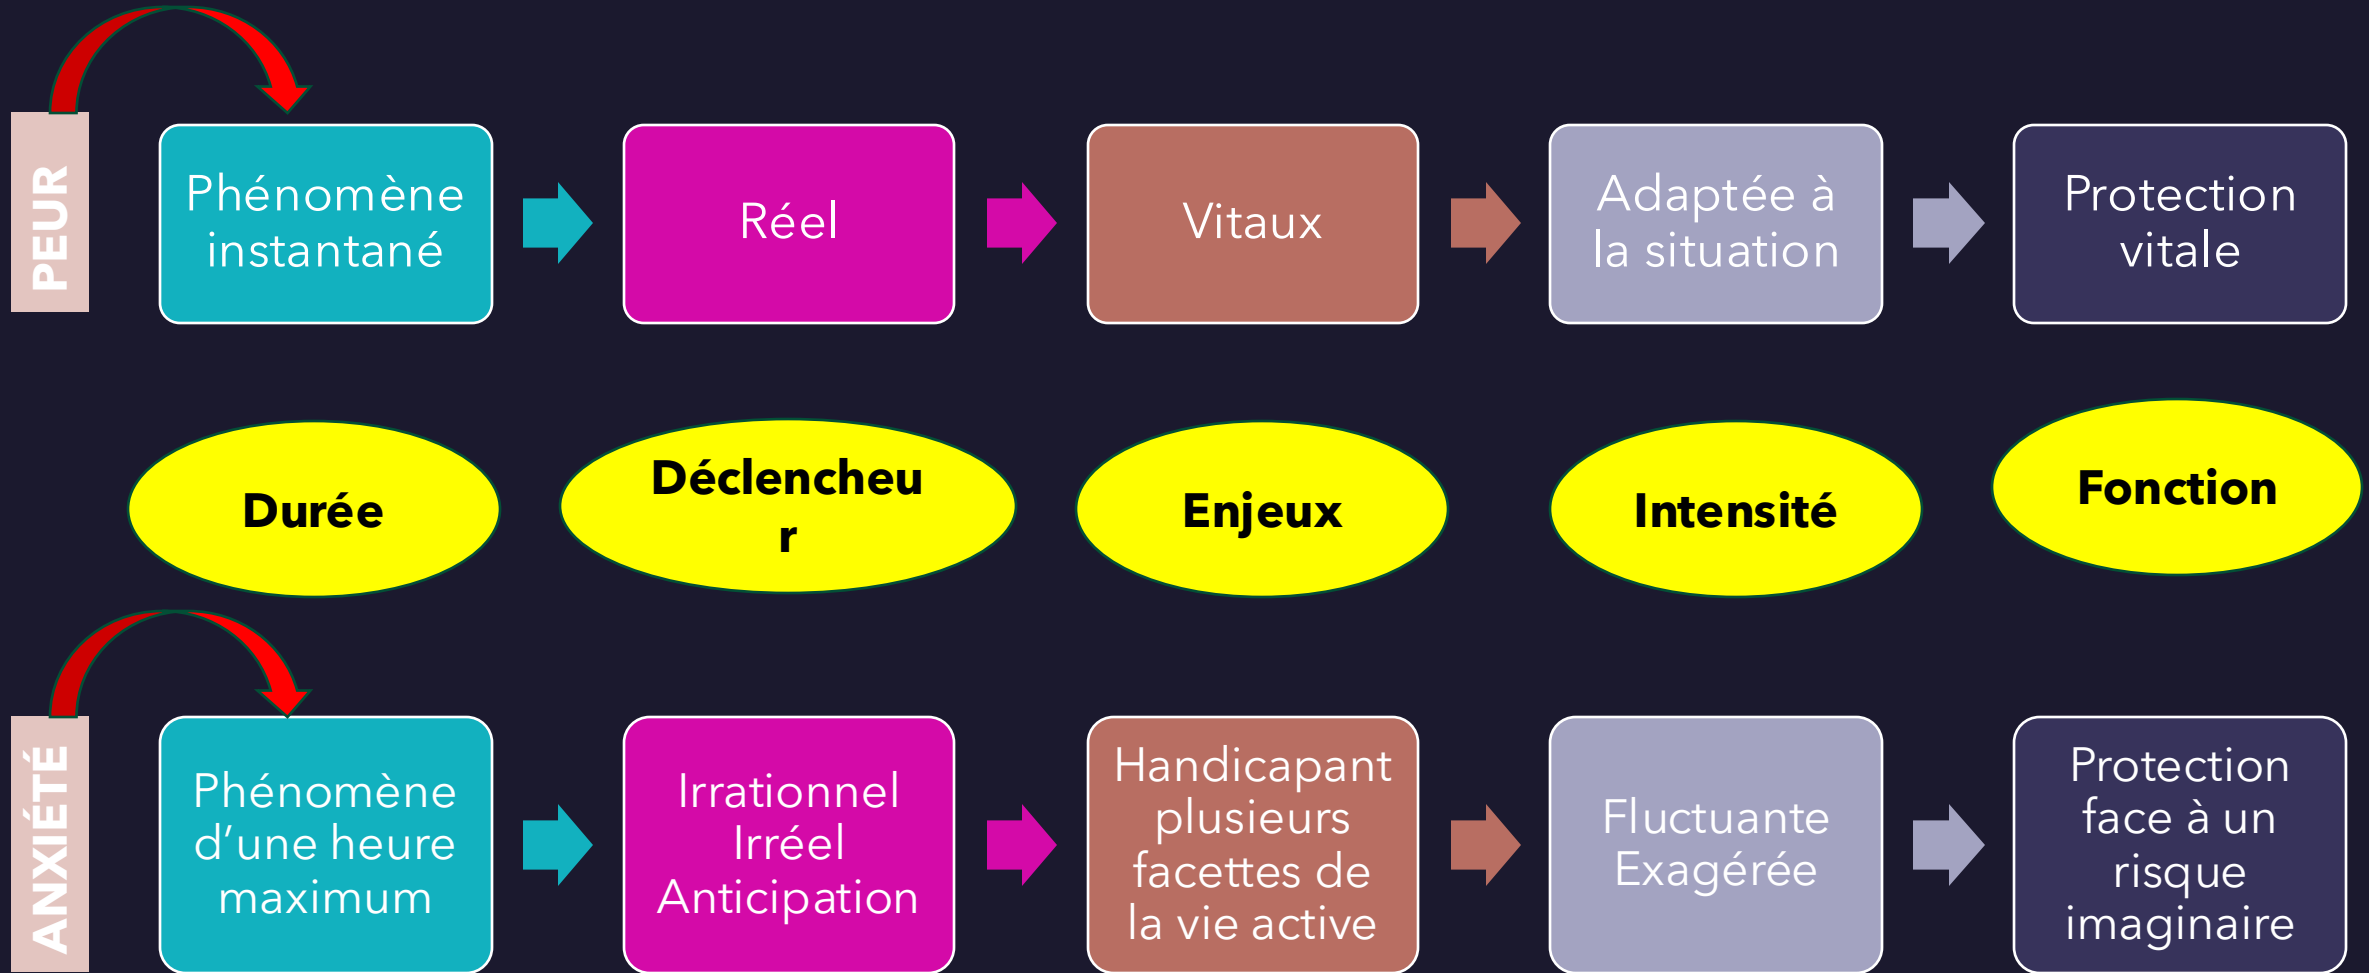 PEUR
Phénomène
instantané
Réel
Vitaux
Adaptée à
la situation
Protection
vitale
Durée
Déclencheu
r
Enjeux
Intensité
Fonction
ANXIÉTÉ
Phénomène
d’une heure
maximum
Irrationnel
Irréel
Anticipation
Handicapant
plusieurs
facettes de
la vie active
Fluctuante
Exagérée
Protection
face à un
risque
imaginaire